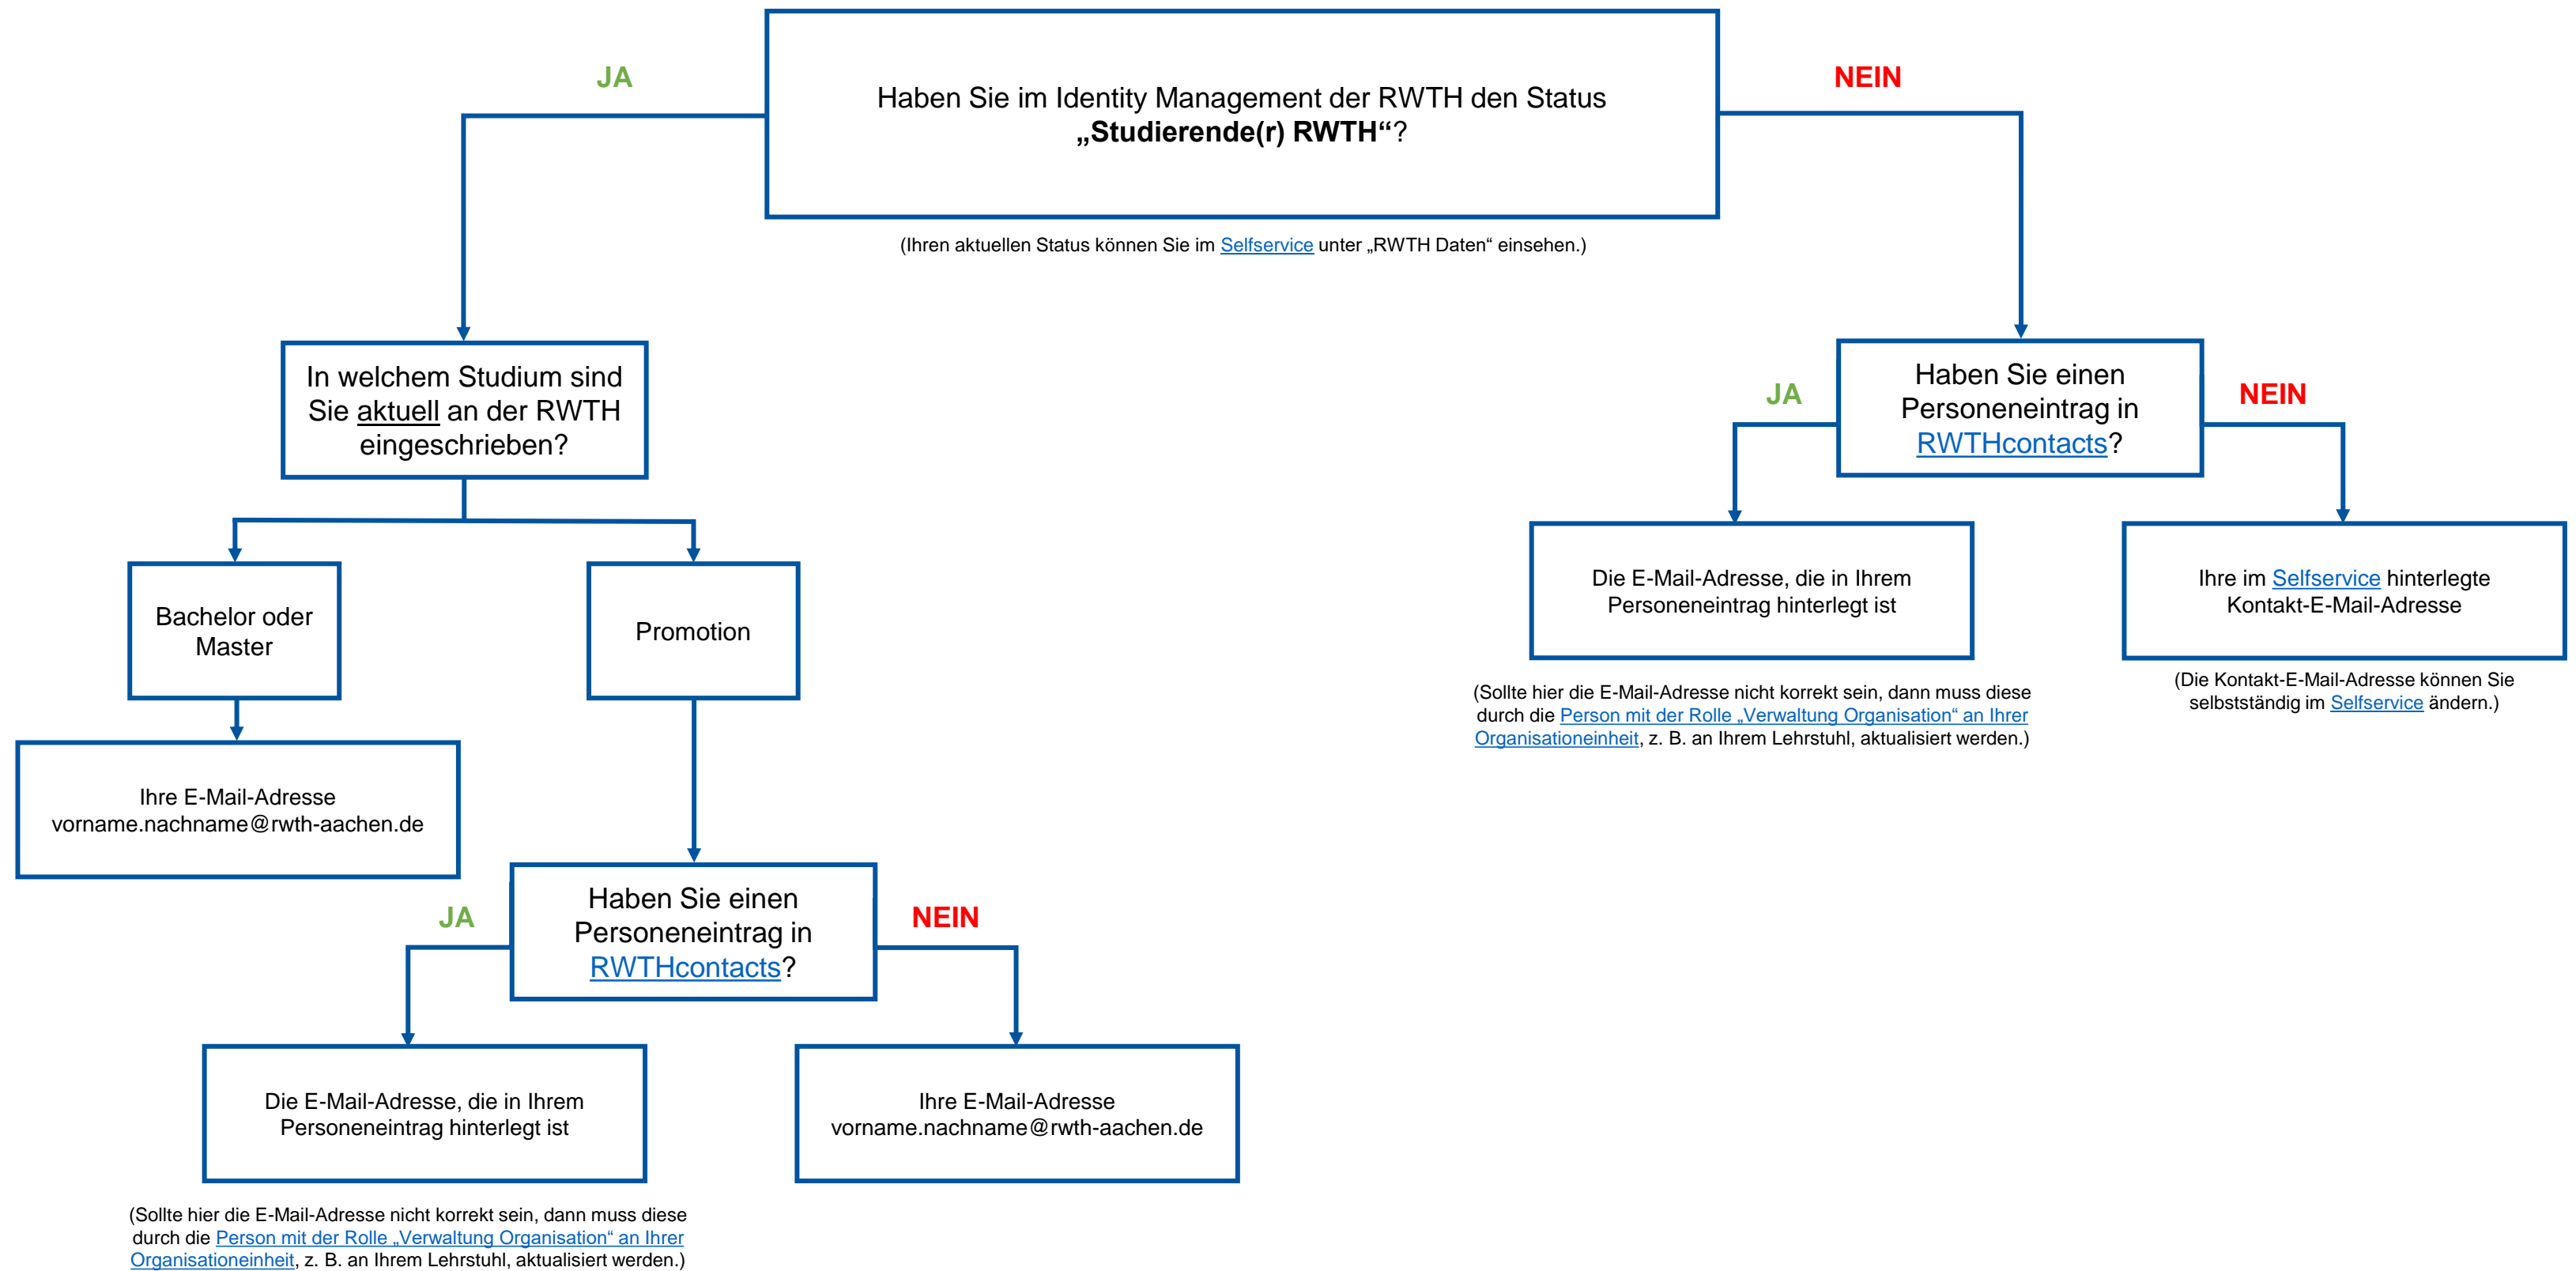 JA
NEIN
Haben Sie im Identity Management der RWTH den Status
„Studierende(r) RWTH“?
(Ihren aktuellen Status können Sie im Selfservice unter „RWTH Daten“ einsehen.)
In welchem Studium sind
Sie aktuell an der RWTH
eingeschrieben?
Bachelor oder
Master
Promotion
Ihre E-Mail-Adresse
vorname.nachname@rwth-aachen.de
JA
Haben Sie einen
Personeneintrag in
RWTHcontacts?
NEIN
Die E-Mail-Adresse, die in Ihrem
Personeneintrag hinterlegt ist
(Sollte hier die E-Mail-Adresse nicht korrekt sein, dann muss diese
durch die Person mit der Rolle „Verwaltung Organisation“ an Ihrer
Organisationeinheit, z. B. an Ihrem Lehrstuhl, aktualisiert werden.)
Ihre E-Mail-Adresse
vorname.nachname@rwth-aachen.de
JA
Haben Sie einen
Personeneintrag in
RWTHcontacts?
NEIN
Die E-Mail-Adresse, die in Ihrem
Personeneintrag hinterlegt ist
(Sollte hier die E-Mail-Adresse nicht korrekt sein, dann muss diese
durch die Person mit der Rolle „Verwaltung Organisation“ an Ihrer
Organisationeinheit, z. B. an Ihrem Lehrstuhl, aktualisiert werden.)
Ihre im Selfservice hinterlegte
Kontakt-E-Mail-Adresse
(Die Kontakt-E-Mail-Adresse können Sie
selbstständig im Selfservice ändern.)